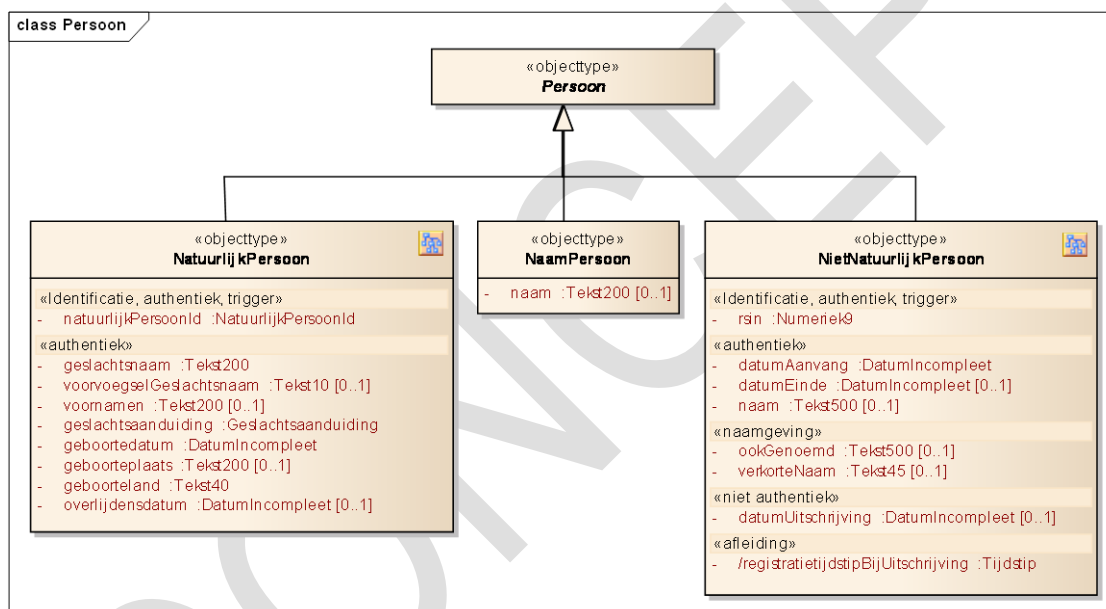 class Persoon
«objecttype»
Persoon
«objecttype»
NatuurlijkPersoon
«Identificatie, authentiek, trigger»
- natuurlijkPersoonId :NatuurlijkPersoonId
«authentiek»
- geslachtsnaam :Tekst200
- voorvoegselGeslachtsnaam :Tekst10 [0..1]
- voornamen :Tekst200 [0..1]
- geslachtsaanduiding :Geslachtsaanduiding
- geboortedatum :DatumIncompleet
- geboorteplaats :Tekst200 [0..1]
- geboorteland :Tekst40
- overlijdensdatum :DatumIncompleet [0..1]
«objecttype»
NaamPersoon
- naam :Tekst200 [0..1]
«objecttype»
NietNatuurlijkPersoon
«Identificatie, authentiek, trigger»
- rsin :Numeriek9
«authentiek»
- datumAanvang :DatumIncompleet
- datumEinde :DatumIncompleet [0..1]
- naam :Tekst500 [0..1]
«naamgeving»
- ookGenoemd :Tekst500 [0..1]
- verkorteNaam :Tekst45 [0..1]
«niet authentiek»
- datumUitschrijving :DatumIncompleet [0..1]
«afleiding»
- /registratietijdstipBijUitschrijving :Tijdstip